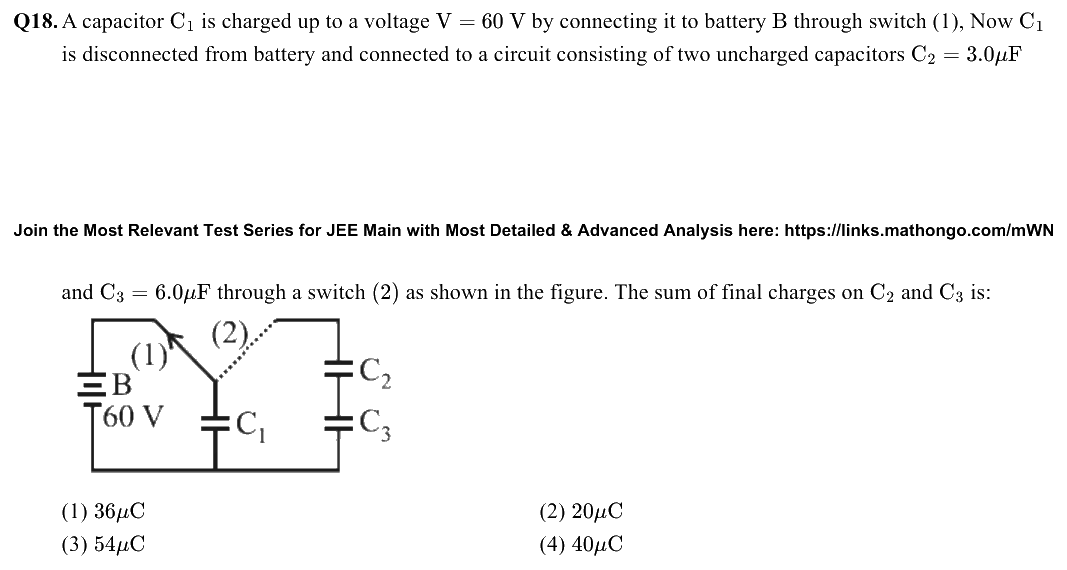 Q18. A capacitor C₁ is charged up to a voltage V = 60 V by connecting it to battery B through switch (1), Now C₁
is disconnected from battery and connected to a circuit consisting of two uncharged capacitors C₂ = 3.0μF
Join the Most Relevant Test Series for JEE Main with Most Detailed & Advanced Analysis here: https://links.mathongo.com/mWN
and C₃ = 6.0μF through a switch (2) as shown in the figure. The sum of final charges on C₂ and C₃ is:
(2)
(1)
B
C₂
60 V
C₁
C₃
(1) 36μC
(2) 20μC
(3) 54μC
(4) 40μC